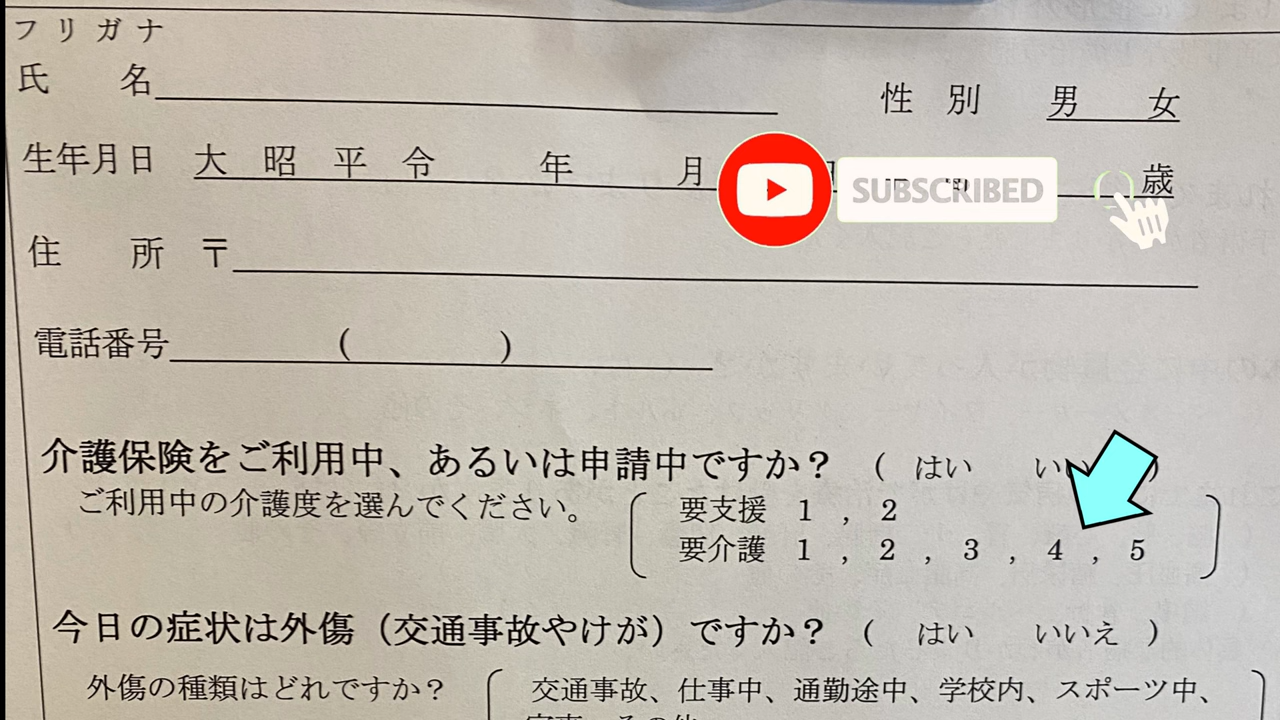 フリガナ
氏 名 性 別 男 女
生年月日 大 昭 平 令 年 月 歳
SUBSCRIBED
住 所 〒
電話番号 ( )
介護保険をご利用中、あるいは申請中ですか? ( はい い )
ご利用中の介護度を選んでください。 要支援 1 , 2
要介護 1 , 2 , 3 , 4 , 5
今日の症状は外傷(交通事故やけが)ですか? ( はい いいえ )
外傷の種類はどれですか? 交通事故、仕事中、通勤途中、学校内、スポーツ中、